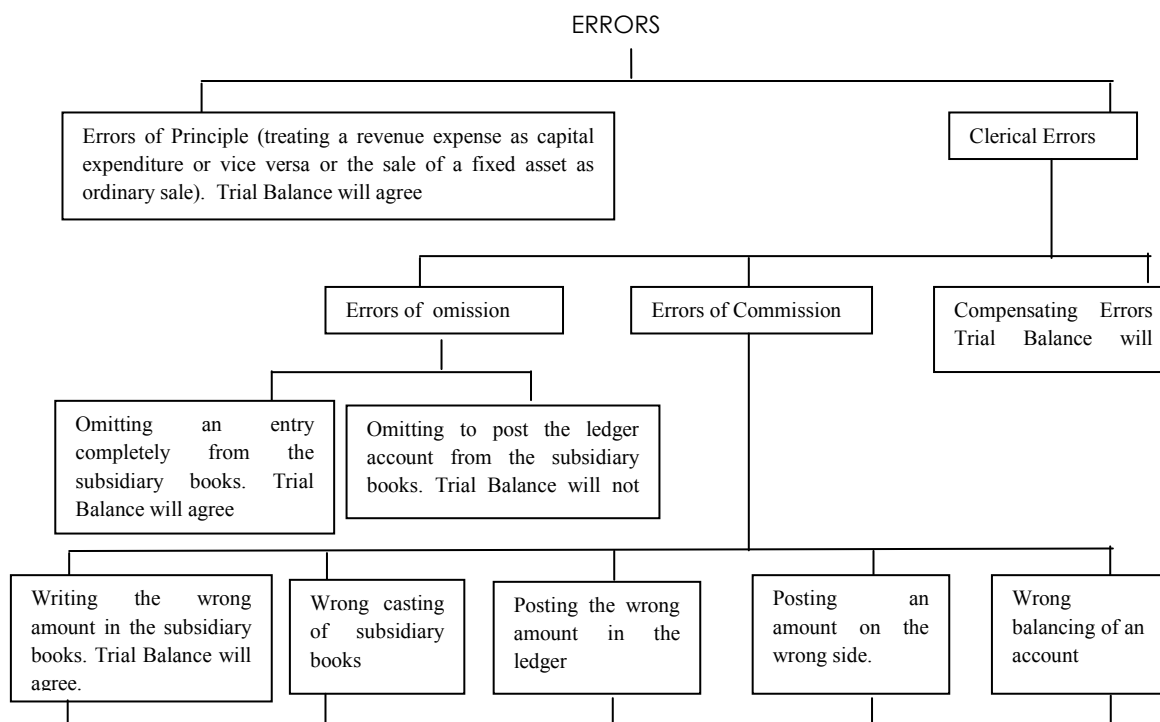 ERRORS
Errors of Principle (treating a revenue expense as capital
expenditure or vice versa or the sale of a fixed asset as
ordinary sale). Trial Balance will agree
Clerical Errors
Errors of omission
Errors of Commission
Compensating Errors
Trial Balance will
Omitting an entry
completely from the
subsidiary books. Trial
Balance will agree
Omitting to post the ledger
account from the subsidiary
books. Trial Balance will not
Writing the wrong
amount in the subsidiary
books. Trial Balance will
agree.
Wrong casting
of subsidiary
books
Posting the wrong
amount in the
ledger
Posting an
amount on the
wrong side.
Wrong
balancing of an
account